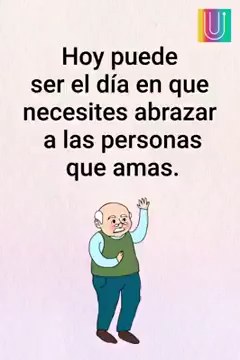 U
Hoy puede
ser el día en que
necesites abrazar
a las personas
que amas.